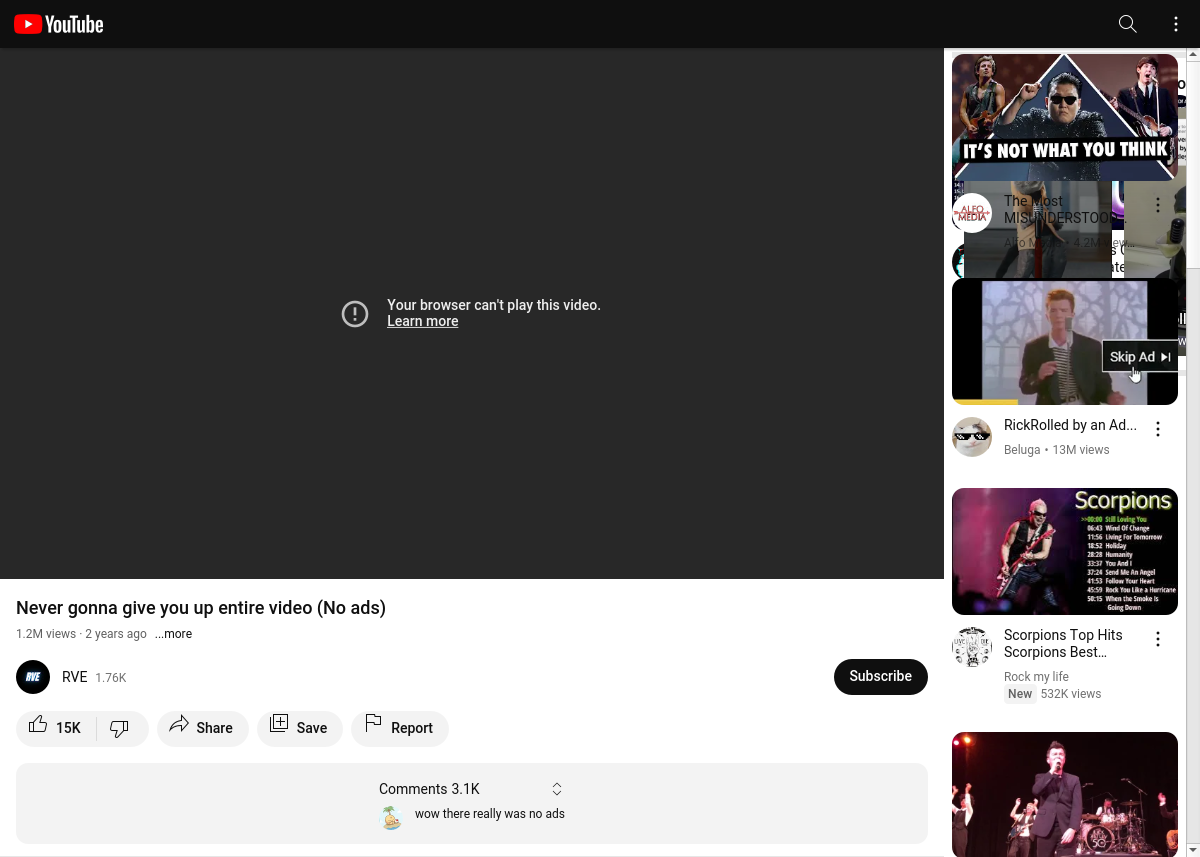 YouTube
Your browser can't play this video.
Learn more
Never gonna give you up entire video (No ads)
1.2M views · 2 years ago ...more
RVE
RVE 1.76K
Subscribe
15K
Share
Save
Report
Comments 3.1K
wow there really was no ads
IT'S NOT WHAT YOU THINK
ALFO
MEDIA
The Most
MISUNDERSTOOD...
Skip Ad
RickRolled by an Ad...
Beluga • 13M views
Scorpions
>>00:00 Still Loving You
06:43 Wind Of Change
11:56 Living For Tomorrow
18:52 Holiday
28:28 Humanity
33:37 You And I
37:24 Send Me An Angel
41:53 Follow Your Heart
45:59 Rock You Like a Hurricane
50:15 When the Smoke Is
Going Down
Scorpions Top Hits
Scorpions Best...
Rock my life
New 532K views